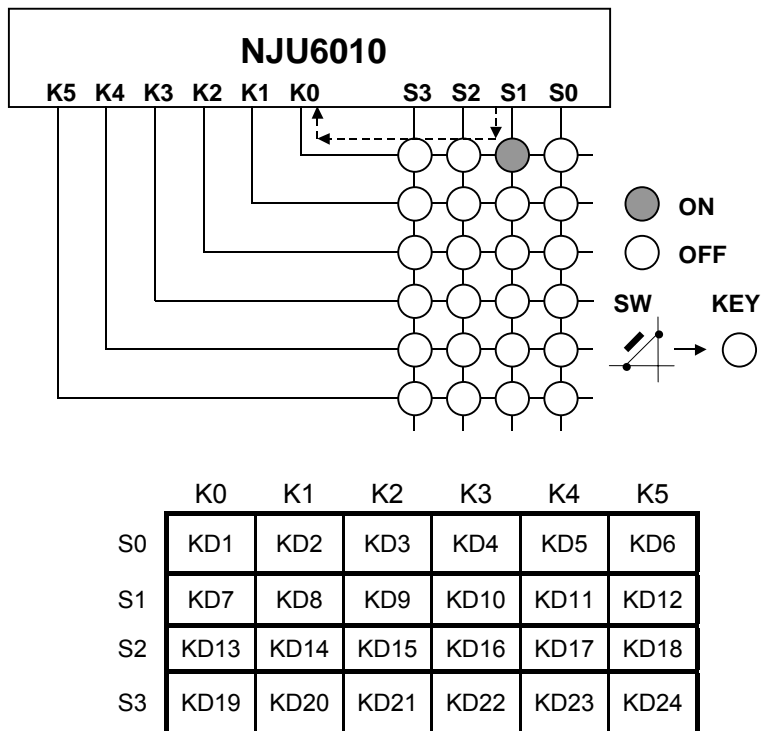 NJU6010
K5 K4 K3 K2 K1 K0 S3 S2 S1 S0
ON
OFF
SW KEY
K0 K1 K2 K3 K4 K5
S0 KD1 KD2 KD3 KD4 KD5 KD6
S1 KD7 KD8 KD9 KD10 KD11 KD12
S2 KD13 KD14 KD15 KD16 KD17 KD18
S3 KD19 KD20 KD21 KD22 KD23 KD24